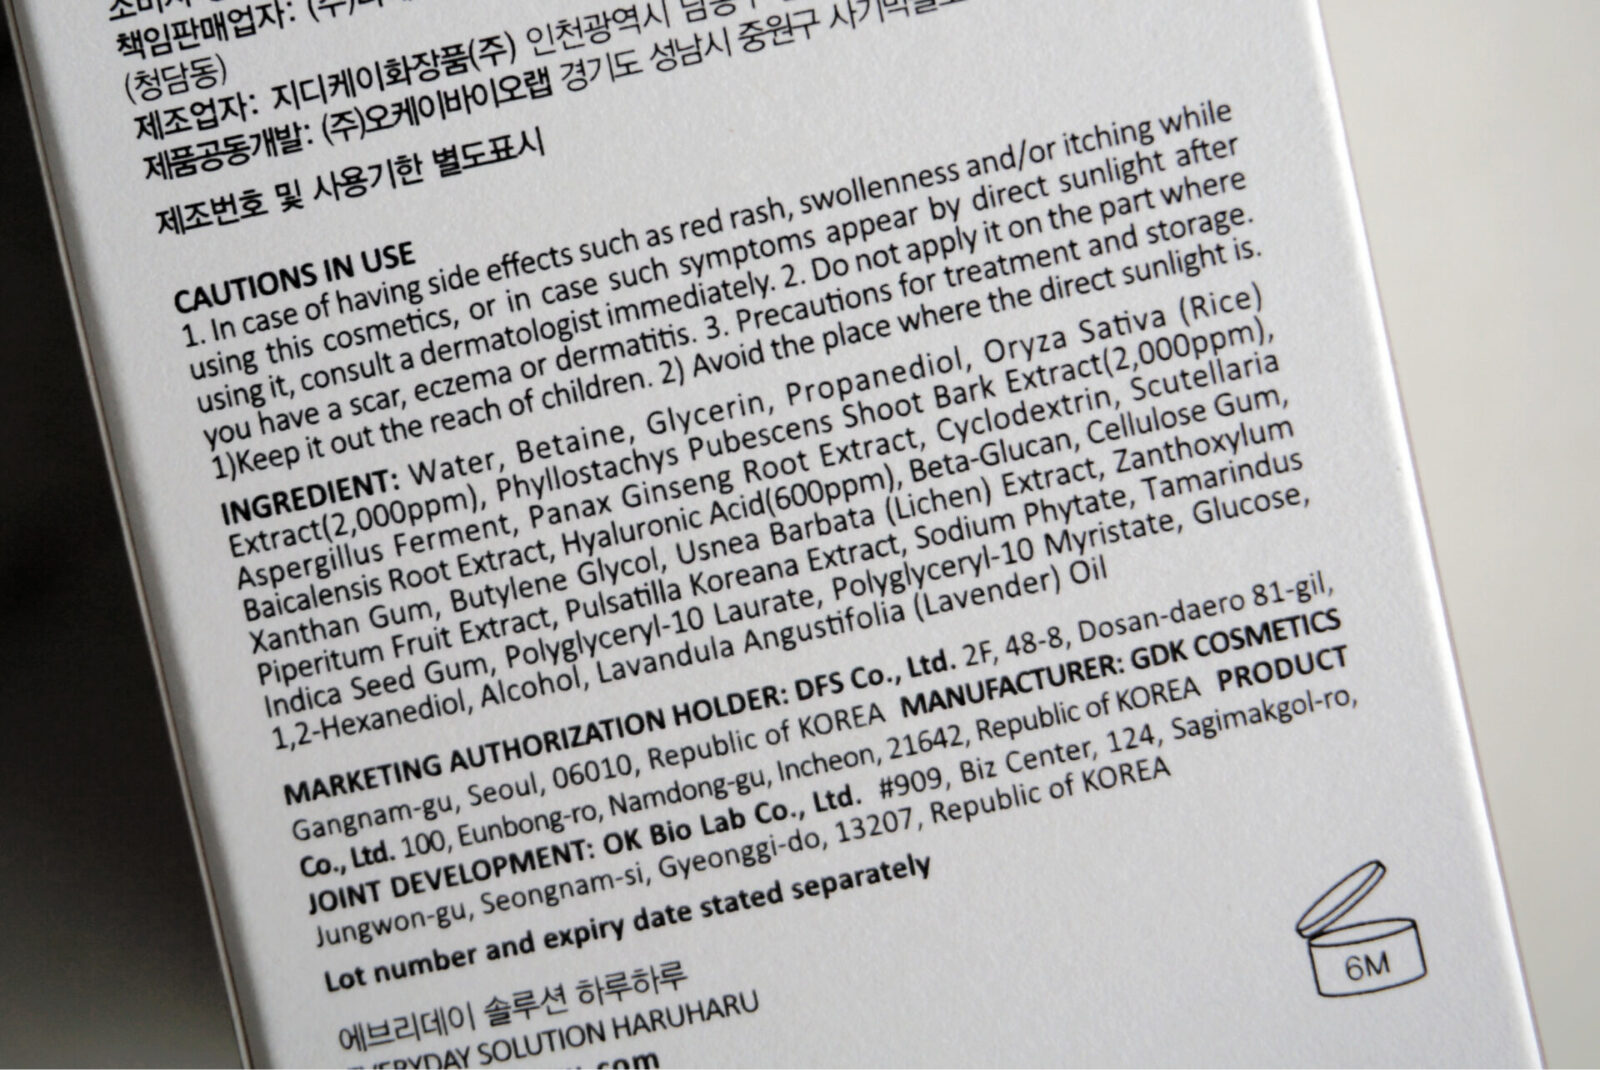 책임판매업자: (주)
(청담동)
제조업자: 지디케이화장품(주) 인천광역시
제품공동개발: (주)오케이바이오랩 경기도 성남시 중원구
제조번호 및 사용기한 별도표시
CAUTIONS IN USE
1. In case of having side effects such as red rash, swollenness and/or itching while
using this cosmetics, or in case such symptoms appear by direct sunlight after
using it, consult a dermatologist immediately. 2. Do not apply it on the part where
you have a scar, eczema or dermatitis. 3. Precautions for treatment and storage.
1)Keep it out the reach of children. 2) Avoid the place where the direct sunlight is.
INGREDIENT: Water, Betaine, Glycerin, Propanediol, Oryza Sativa (Rice)
Extract(2,000ppm), Phyllostachys Pubescens Shoot Bark Extract(2,000ppm),
Aspergillus Ferment, Panax Ginseng Root Extract, Cyclodextrin, Scutellaria
Baicalensis Root Extract, Hyaluronic Acid(600ppm), Beta-Glucan, Cellulose Gum,
Xanthan Gum, Butylene Glycol, Usnea Barbata (Lichen) Extract, Zanthoxylum
Piperitum Fruit Extract, Pulsatilla Koreana Extract, Sodium Phytate, Tamarindus
Indica Seed Gum, Polyglyceryl-10 Laurate, Polyglyceryl-10 Myristate, Glucose,
1,2-Hexanediol, Alcohol, Lavandula Angustifolia (Lavender) Oil
MARKETING AUTHORIZATION HOLDER: DFS Co., Ltd. 2F, 48-8, Dosan-daero 81-gil,
Gangnam-gu, Seoul, 06010, Republic of KOREA MANUFACTURER: GDK COSMETICS
Co., Ltd. 100, Eunbong-ro, Namdong-gu, Incheon, 21642, Republic of KOREA PRODUCT
JOINT DEVELOPMENT: OK Bio Lab Co., Ltd. #909, Biz Center, 124, Sagimakgol-ro,
Jungwon-gu, Seongnam-si, Gyeonggi-do, 13207, Republic of KOREA
Lot number and expiry date stated separately
에브리데이 솔루션 하루하루
EVERYDAY SOLUTION HARUHARU
.com
6M